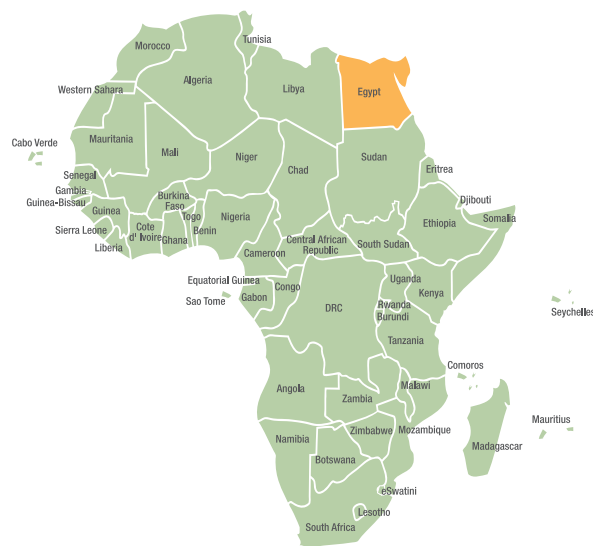 Tunisia
Morocco
Algeria
Libya
Egypt
Western Sahara
Cabo Verde
Mauritania
Mali
Niger
Chad
Sudan
Eritrea
Senegal
Gambia
Guinea-Bissau
Guinea
Sierra Leone
Liberia
Cote
d' Ivoire
Burkina
Faso
Ghana
Togo
Benin
Nigeria
Djibouti
Somalia
Ethiopia
Central African
Republic
South Sudan
Cameroon
Equatorial Guinea
Sao Tome
Gabon
Congo
DRC
Uganda
Kenya
Rwanda
Burundi
Tanzania
Seychelles
Comoros
Angola
Zambia
Malawi
Mozambique
Zimbabwe
Namibia
Botswana
Madagascar
Mauritius
eSwatini
Lesotho
South Africa